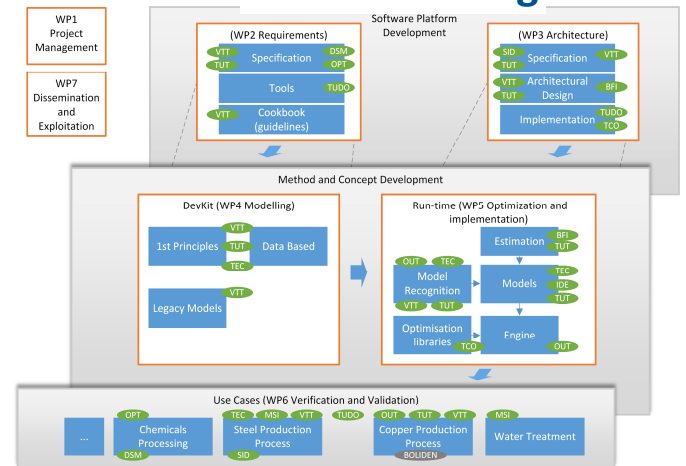 WP1
Project
Management
WP7
Dissemination
and
Exploitation
Software Platform
Development
(WP2 Requirements)
VTT
TUT
Specification
DSM
OPT
Tools
TUDO
VTT
Cookbook
(guidelines)
(WP3 Architecture)
SID
TUT
Specification
VTT
VTT
TUT
Architectural
Design
BFI
Implementation
TUDO
TCO
Method and Concept Development
DevKit (WP4 Modelling)
1st Principles
VTT
TUT
TEC
Data Based
VTT
Legacy Models
Run-time (WP5 Optimization and
implementation)
Estimation
BFI
TUT
OUT
TEC
Model
Recognition
VTT
TUT
Models
TEC
IDE
TUT
Optimisation
libraries
TCO
Engine
OUT
Use Cases (WP6 Verification and Validation)
...
OPT
Chemicals
Processing
DSM
TEC
MSI
VTT
Steel Production
Process
SID
TUDO
OUT
TUT
VTT
Copper Production
Process
BOLIDEN
MSI
Water Treatment